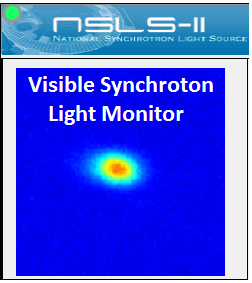 NSLS-II
National Synchrotron Light Source
Visible Synchroton
Light Monitor